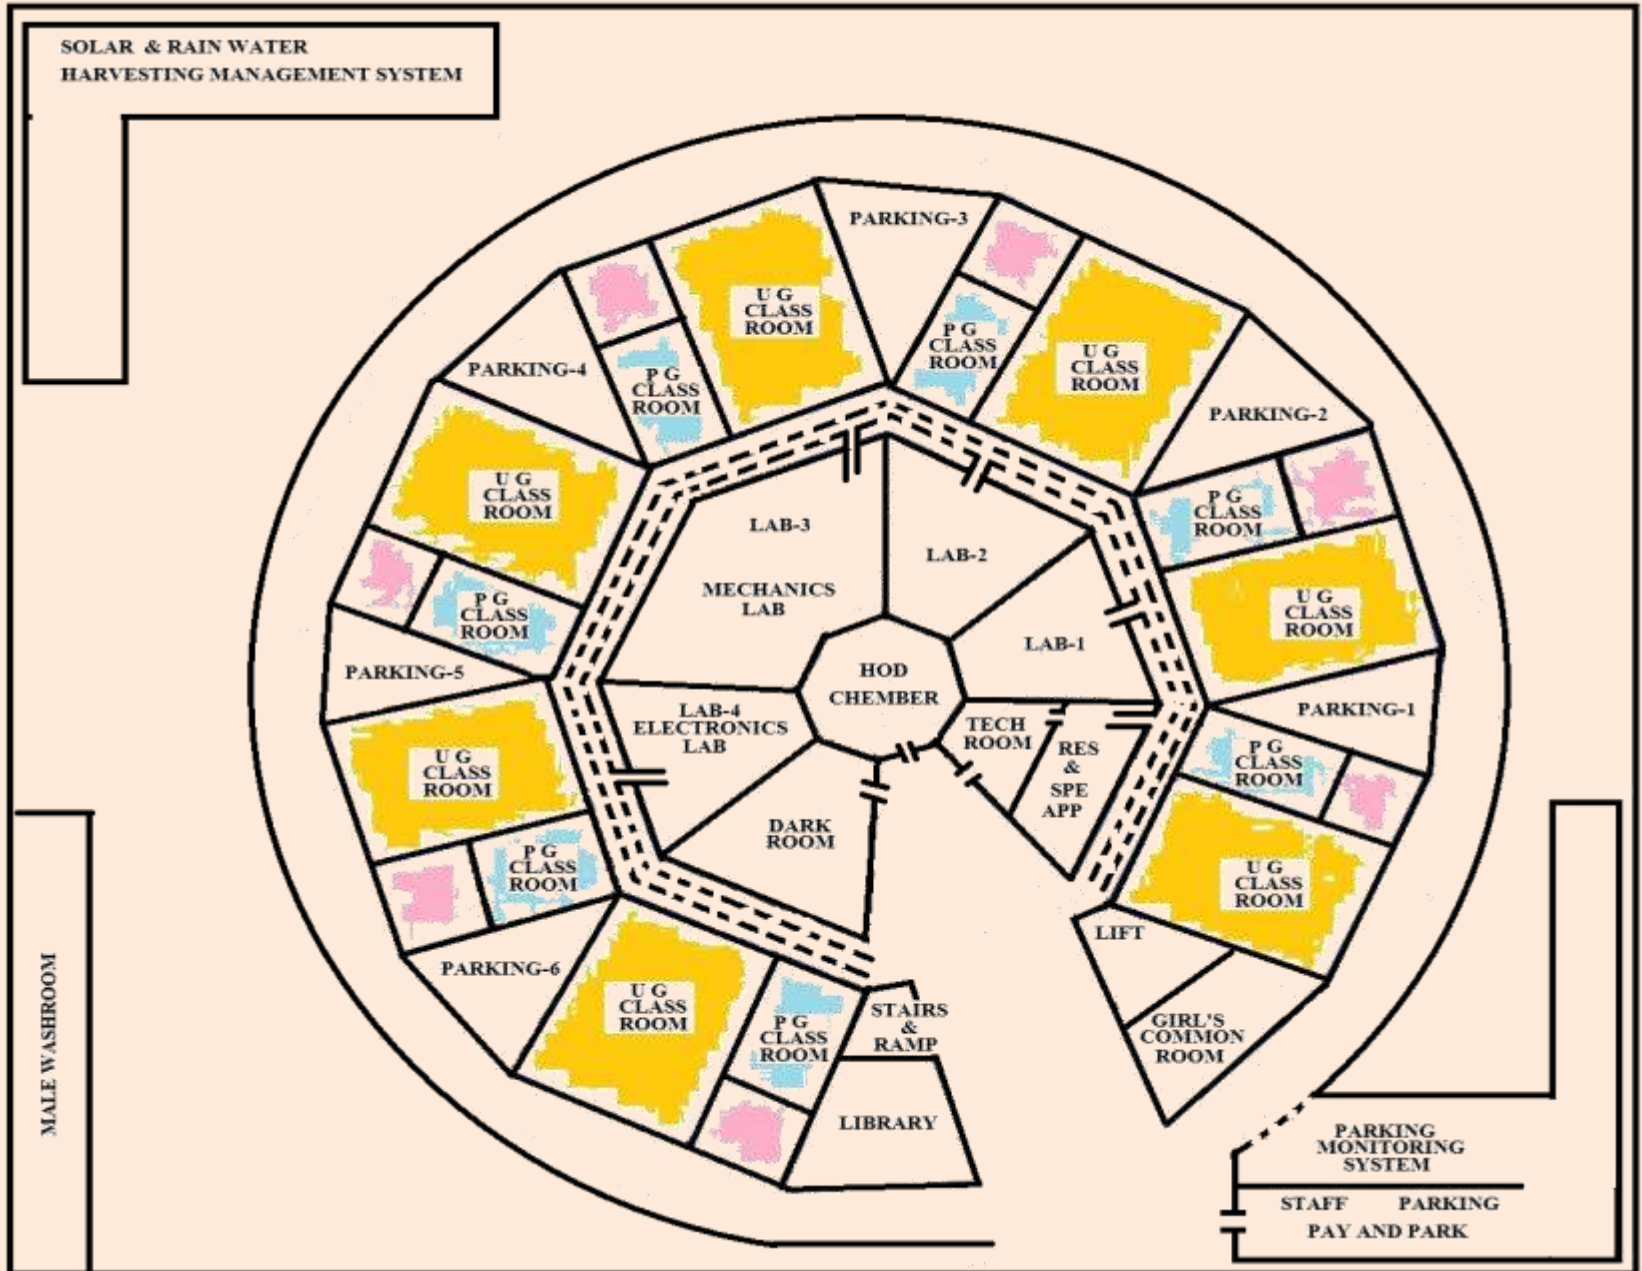 SOLAR & RAIN WATER
HARVESTING MANAGEMENT SYSTEM
PARKING-3
U G
CLASS
ROOM
P G
CLASS
ROOM
U G
CLASS
ROOM
PARKING-4
P G
CLASS
ROOM
PARKING-2
U G
CLASS
ROOM
P G
CLASS
ROOM
LAB-3
MECHANICS
LAB
LAB-2
P G
CLASS
ROOM
U G
CLASS
ROOM
LAB-1
PARKING-5
HOD
CHEMBER
PARKING-1
LAB-4
ELECTRONICS
LAB
TECH
ROOM
RES
&
SPE
APP
P G
CLASS
ROOM
U G
CLASS
ROOM
DARK
ROOM
P G
CLASS
ROOM
U G
CLASS
ROOM
LIFT
PARKING-6
U G
CLASS
ROOM
P G
CLASS
ROOM
STAIRS
&
RAMP
GIRL'S
COMMON
ROOM
MALE WASHROOM
LIBRARY
PARKING
MONITORING
SYSTEM
STAFF PARKING
PAY AND PARK